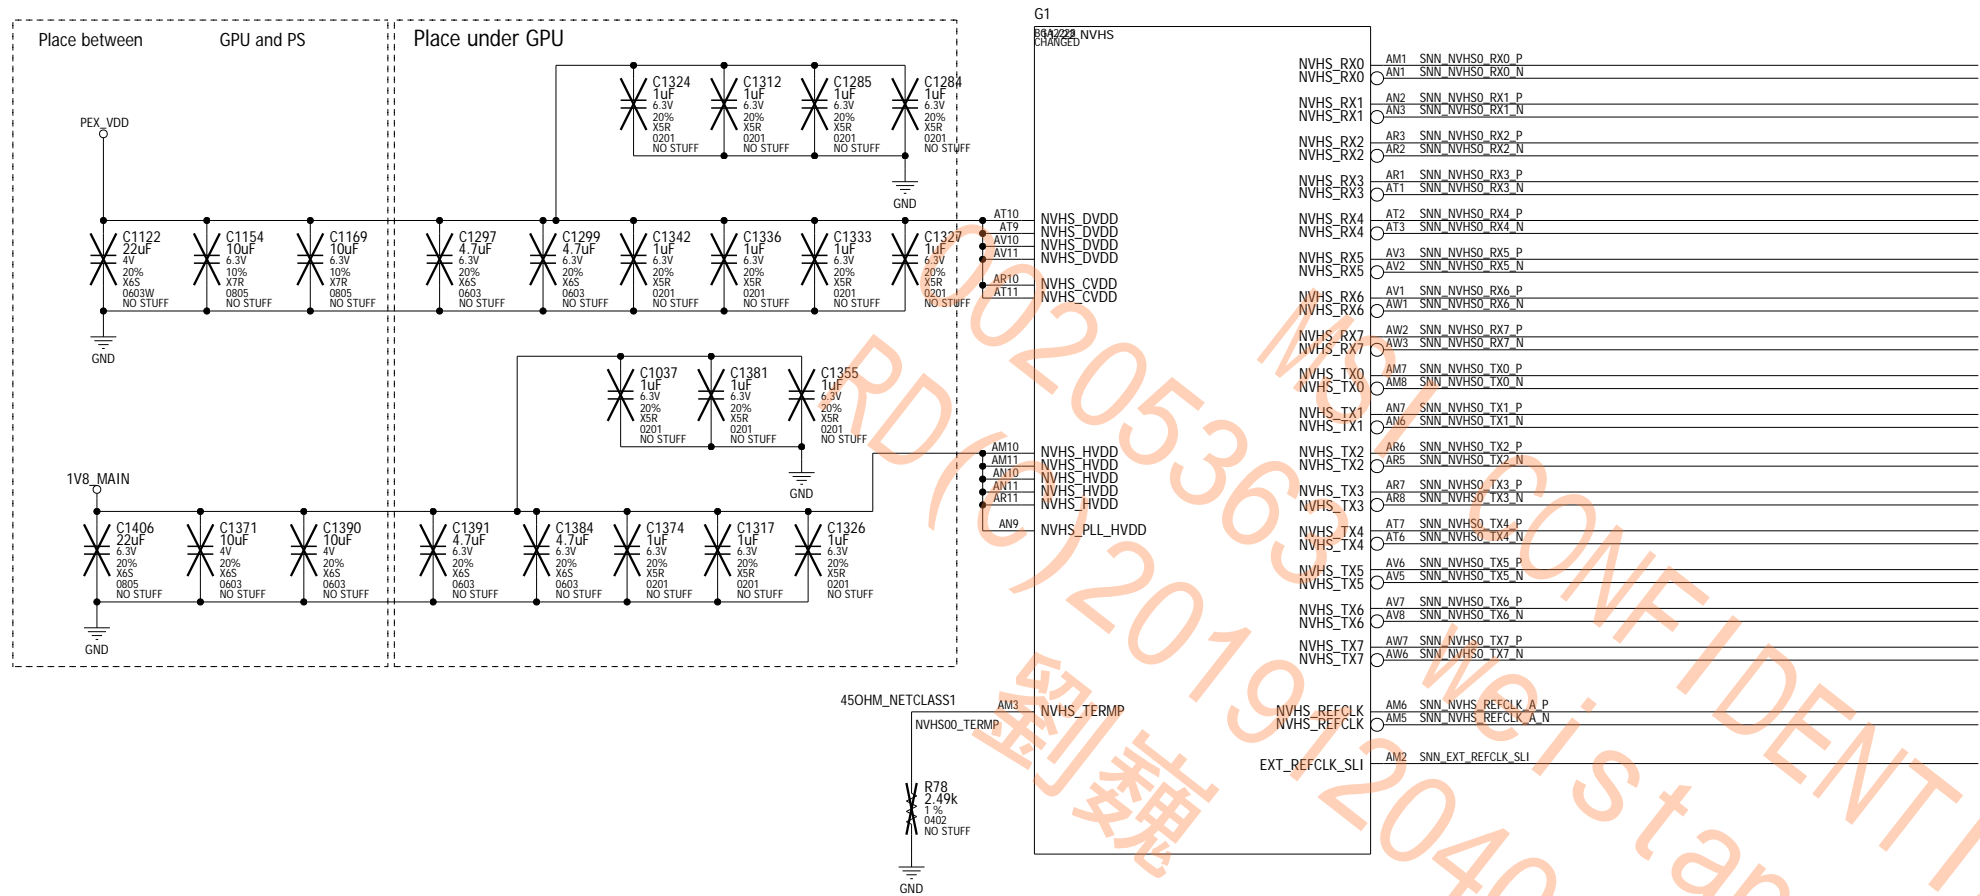 Place between GPU and PS
Place under GPU
PEX_VDD
C1324
1uF
6.3V
20%
X5R
0201
NO STUFF
C1312
1uF
6.3V
20%
X5R
0201
NO STUFF
C1285
1uF
6.3V
20%
X5R
0201
NO STUFF
C1284
1uF
6.3V
20%
X5R
0201
NO STUFF
GND
C1122
22uF
4V
20%
X6S
0603W
NO STUFF
C1154
10uF
6.3V
10%
X7R
0805
NO STUFF
C1169
10uF
6.3V
10%
X7R
0805
NO STUFF
C1297
4.7uF
6.3V
20%
X6S
0603
NO STUFF
C1299
4.7uF
6.3V
20%
X6S
0603
NO STUFF
C1342
1uF
6.3V
20%
X5R
0201
NO STUFF
C1336
1uF
6.3V
20%
X5R
0201
NO STUFF
C1333
1uF
6.3V
20%
X5R
0201
NO STUFF
C1327
1uF
6.3V
20%
X5R
0201
NO STUFF
GND
C1037
1uF
6.3V
20%
X5R
0201
NO STUFF
C1381
1uF
6.3V
20%
X5R
0201
NO STUFF
C1355
1uF
6.3V
20%
X5R
0201
NO STUFF
GND
1V8_MAIN
C1406
22uF
6.3V
20%
X6S
0805
NO STUFF
C1371
10uF
4V
20%
X6S
0603
NO STUFF
C1390
10uF
4V
20%
X6S
0603
NO STUFF
C1391
4.7uF
6.3V
20%
X6S
0603
NO STUFF
C1384
4.7uF
6.3V
20%
X6S
0603
NO STUFF
C1374
1uF
6.3V
20%
X5R
0201
NO STUFF
C1317
1uF
6.3V
20%
X5R
0201
NO STUFF
C1326
1uF
6.3V
20%
X5R
0201
NO STUFF
GND
45OHM_NETCLASS1
NVHS00_TERMP
R78
2.49k
1%
0402
NO STUFF
GND
G1
CHANGED
AT10 NVHS_DVDD
AT9 NVHS_DVDD
AV10 NVHS_DVDD
AV11 NVHS_DVDD
AR10 NVHS_CVDD
AT11 NVHS_CVDD
AM10 NVHS_HVDD
AM11 NVHS_HVDD
AN10 NVHS_HVDD
AN11 NVHS_HVDD
AR11 NVHS_HVDD
AN9 NVHS_PLL_HVDD
AM3 NVHS_TERMP
NVHS_RX0 AM1 SNN_NVHS0_RX0_P
NVHS_RX0 AN1 SNN_NVHS0_RX0_N
NVHS_RX1 AN2 SNN_NVHS0_RX1_P
NVHS_RX1 AN3 SNN_NVHS0_RX1_N
NVHS_RX2 AR3 SNN_NVHS0_RX2_P
NVHS_RX2 AR2 SNN_NVHS0_RX2_N
NVHS_RX3 AR1 SNN_NVHS0_RX3_P
NVHS_RX3 AT1 SNN_NVHS0_RX3_N
NVHS_RX4 AT2 SNN_NVHS0_RX4_P
NVHS_RX4 AT3 SNN_NVHS0_RX4_N
NVHS_RX5 AV3 SNN_NVHS0_RX5_P
NVHS_RX5 AV2 SNN_NVHS0_RX5_N
NVHS_RX6 AV1 SNN_NVHS0_RX6_P
NVHS_RX6 AW1 SNN_NVHS0_RX6_N
NVHS_RX7 AW2 SNN_NVHS0_RX7_P
NVHS_RX7 AW3 SNN_NVHS0_RX7_N
NVHS_TX0 AM7 SNN_NVHS0_TX0_P
NVHS_TX0 AM8 SNN_NVHS0_TX0_N
NVHS_TX1 AN7 SNN_NVHS0_TX1_P
NVHS_TX1 AN6 SNN_NVHS0_TX1_N
NVHS_TX2 AR6 SNN_NVHS0_TX2_P
NVHS_TX2 AR5 SNN_NVHS0_TX2_N
NVHS_TX3 AR7 SNN_NVHS0_TX3_P
NVHS_TX3 AR8 SNN_NVHS0_TX3_N
NVHS_TX4 AT7 SNN_NVHS0_TX4_P
NVHS_TX4 AT6 SNN_NVHS0_TX4_N
NVHS_TX5 AV6 SNN_NVHS0_TX5_P
NVHS_TX5 AV5 SNN_NVHS0_TX5_N
NVHS_TX6 AV7 SNN_NVHS0_TX6_P
NVHS_TX6 AV8 SNN_NVHS0_TX6_N
NVHS_TX7 AW7 SNN_NVHS0_TX7_P
NVHS_TX7 AW6 SNN_NVHS0_TX7_N
NVHS_REFCLK AM6 SNN_NVHS_REFCLK_A_P
NVHS_REFCLK AM5 SNN_NVHS_REFCLK_A_N
EXT_REFCLK_SLI AM2 SNN_EXT_REFCLK_SLI
MSI CONFIDENTI
00205363 weistan
RD(C)201912040
劉巍